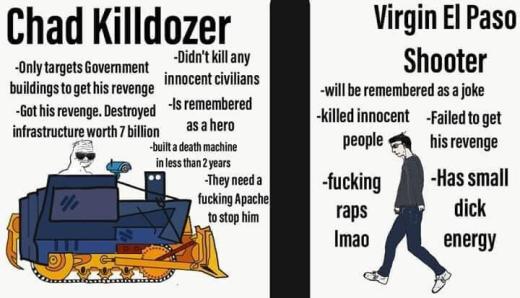 Chad Killdozer
-Only targets Government
buildings to get his revenge
-Got his revenge. Destroyed
infrastructure worth 7 billion
-Didn't kill any
innocent civilians
-Is remembered
as a hero
-built a death machine
in less than 2 years
-They need a
fucking Apache
to stop him
Virgin El Paso
Shooter
-will be remembered as a joke
-killed innocent
people
-Failed to get
his revenge
-fucking
raps
lmao
-Has small
dick
energy